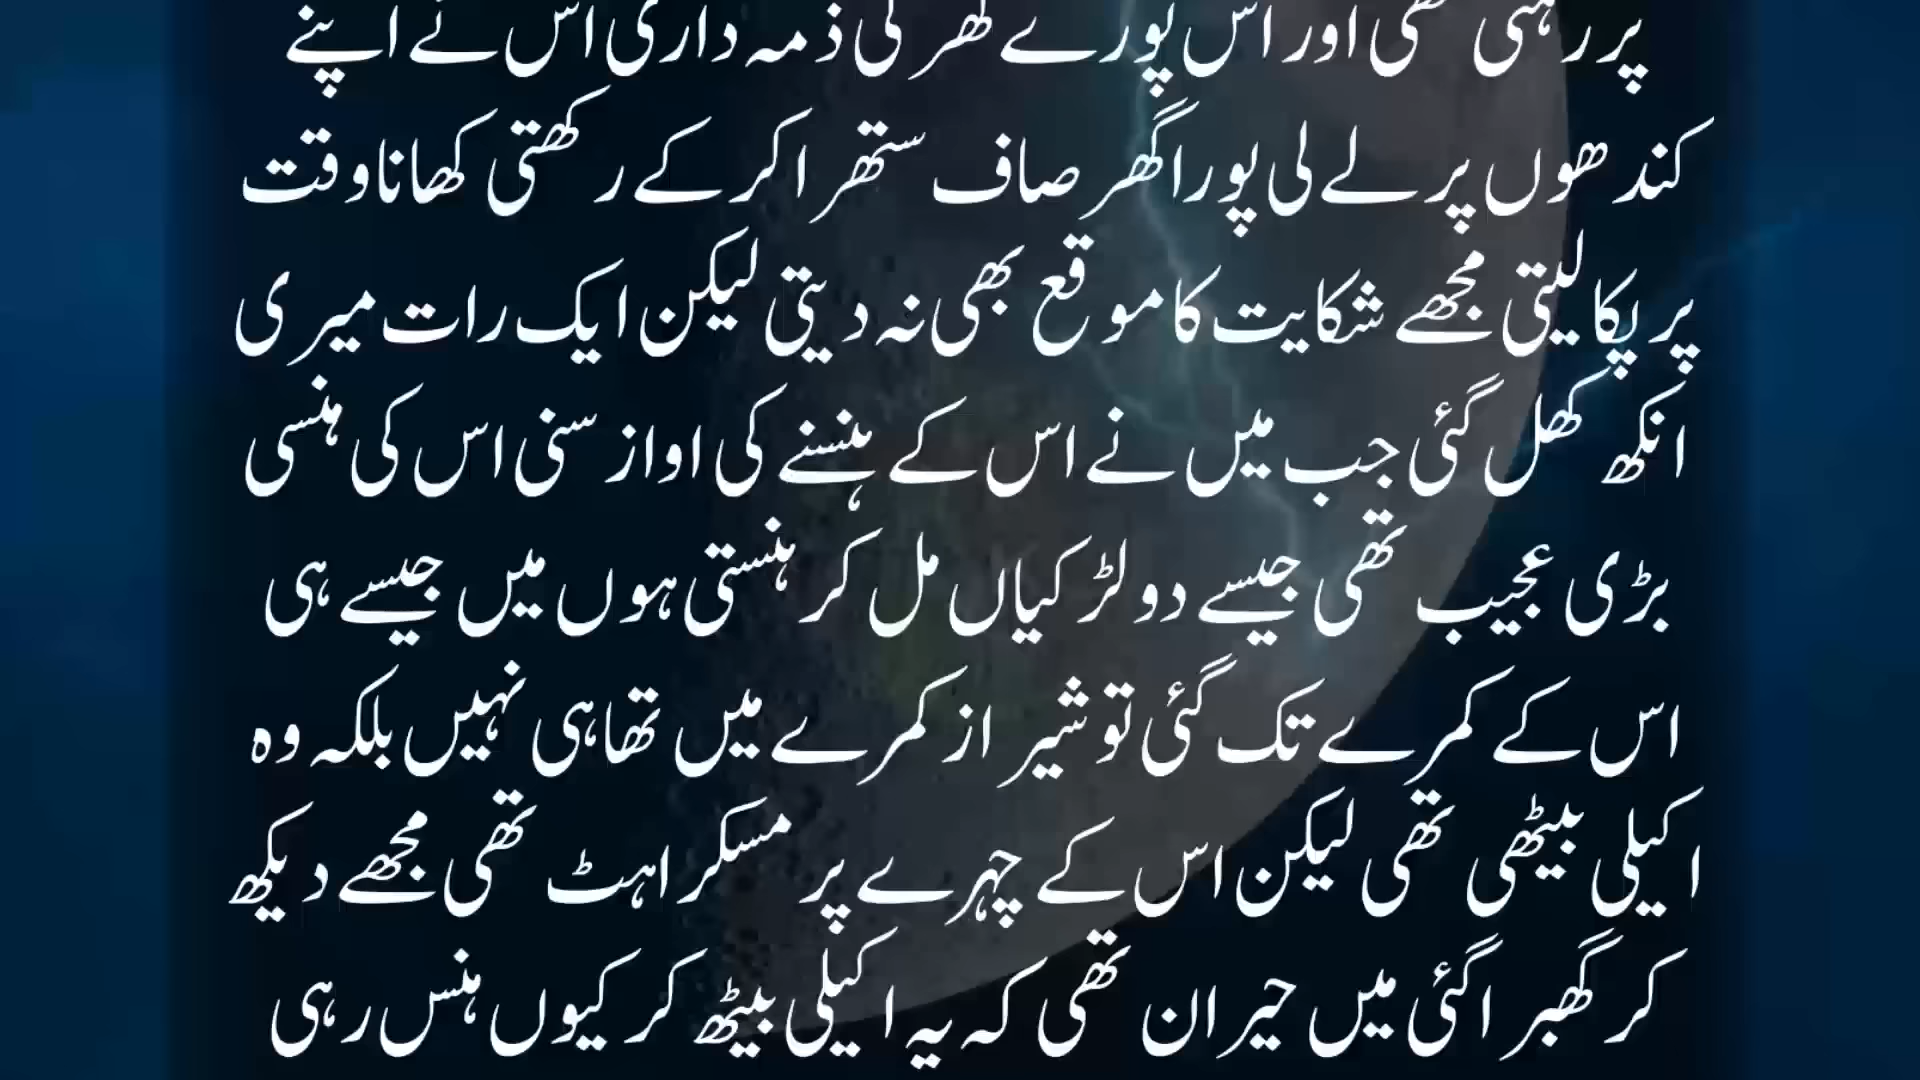 پر رہتی تھی اور اس پورے گھر کی ذمہ داری اس نے اپنے
کندھوں پر لے لی پورا گھر صاف ستھرا کر کے رکھتی کھانا وقت
پر پکا لیتی مجھے شکایت کا موقع بھی نہ دیتی لیکن ایک رات میری
انکھ کھل گئی جب میں نے اس کے ہنسنے کی اواز سنی اس کی ہنسی
بڑی عجیب تھی جیسے دو لڑکیاں مل کر ہنستی ہوں میں جیسے ہی
اس کے کمرے تک گئی تو شیراز کمرے میں تھا ہی نہیں بلکہ وہ
اکیلی بیٹھی تھی لیکن اس کے چہرے پر مسکراہٹ تھی مجھے دیکھ
کر گھبرا گئی میں حیران تھی کہ یہ اکیلی بیٹھ کر کیوں ہنس رہی